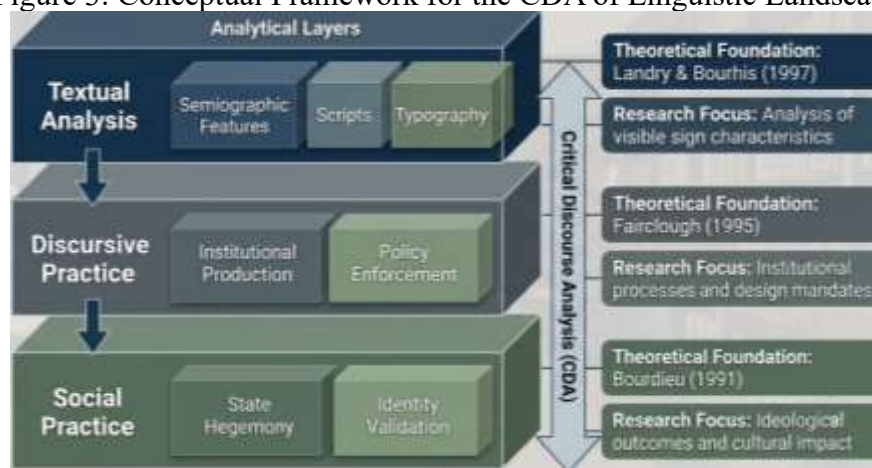 Figure 3: Conceptual Framework for the CDA of Linguistic
Analytical Layers
Textual
Analysis
Semiographic
Features
Scripts
Typography
Discursive
Practice
Institutional
Production
Policy
Enforcement
Social
Practice
State
Hegemony
Identity
Validation
Critical Discourse Analysis (CDA)
Theoretical Foundation:
Landry & Bourhis (1997)
Research Focus: Analysis of
visible sign characteristics
Theoretical Foundation:
Fairclough (1995)
Research Focus: Institutional
processes and design mandates
Theoretical Foundation:
Bourdieu (1991)
Research Focus: Ideological
outcomes and cultural impact